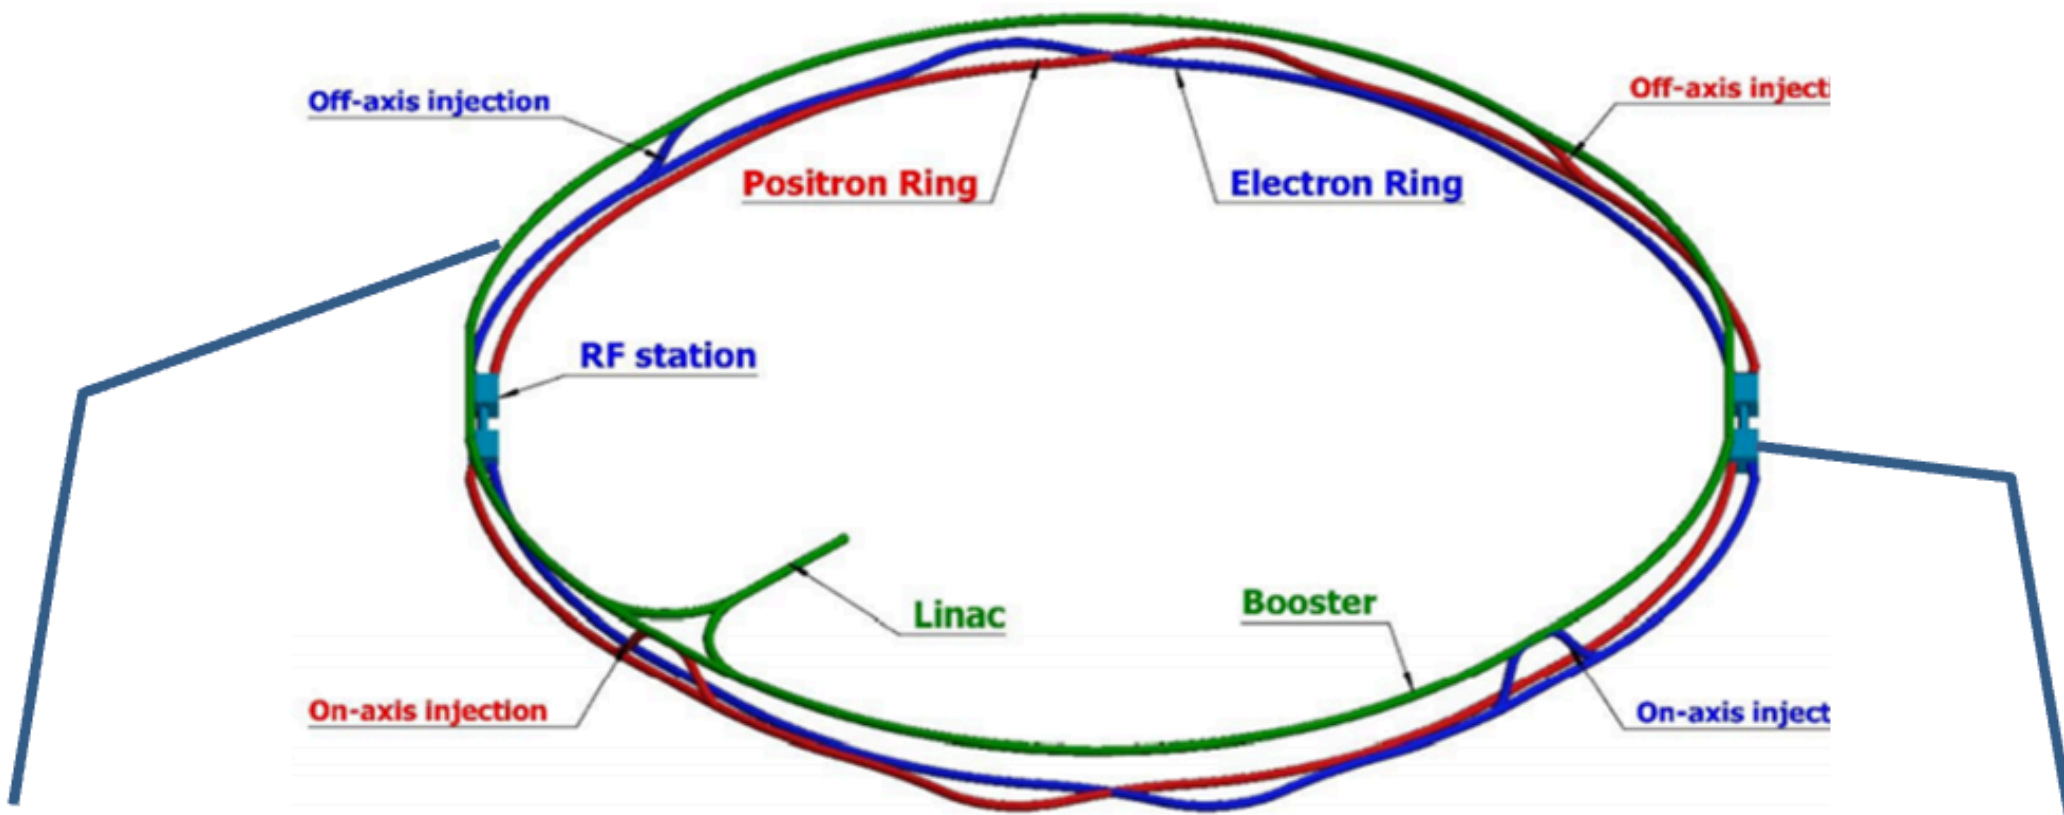 Off-axis injection
Off-axis inject
Positron Ring
Electron Ring
RF station
Linac
Booster
On-axis injection
On-axis inject